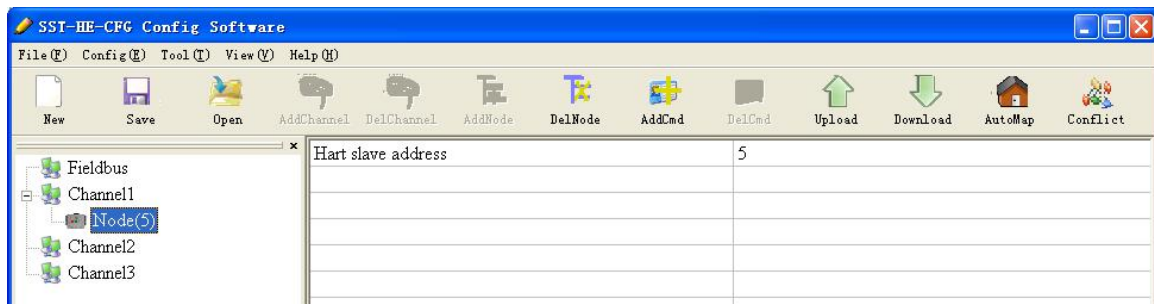 SST-HE-CFG Config Software
File(F) Config(E) Tool(T) View(V) Help(H)
New Save Open AddChannel DelChannel AddNode DelNode AddCmd DelCmd Upload Download AutoMap Conflict
Hart slave address 5
Fieldbus
Channel1
Node(5)
Channel2
Channel3